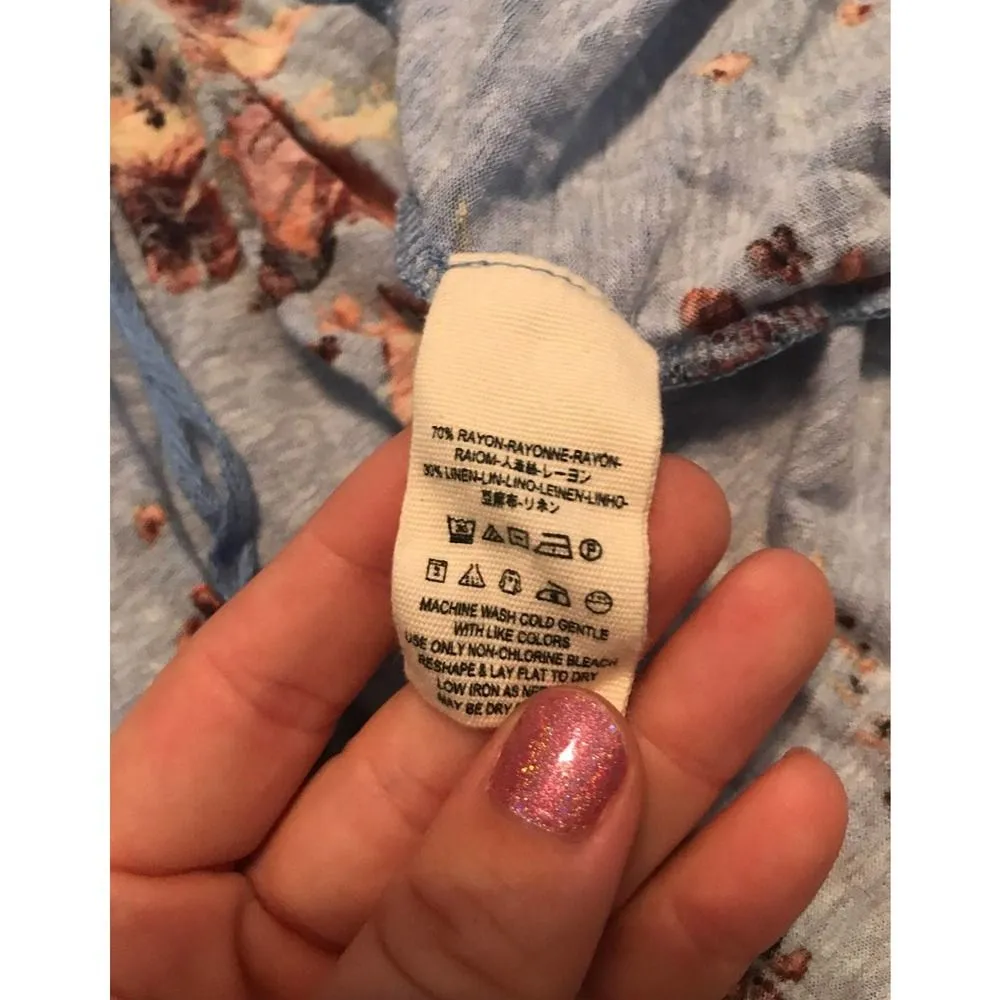 70% RAYON-RAYONNE-RAYON-
RAIOM-人造絲-レーヨン
30% LINEN-LIN-LINO-LEINEN-LINHO-
亞麻布-リネン
P
MACHINE WASH COLD GENTLE
WITH LIKE COLORS
USE ONLY NON-CHLORINE BLEACH
RESHAPE & LAY FLAT TO DRY
LOW IRON AS
MAY BE DRY